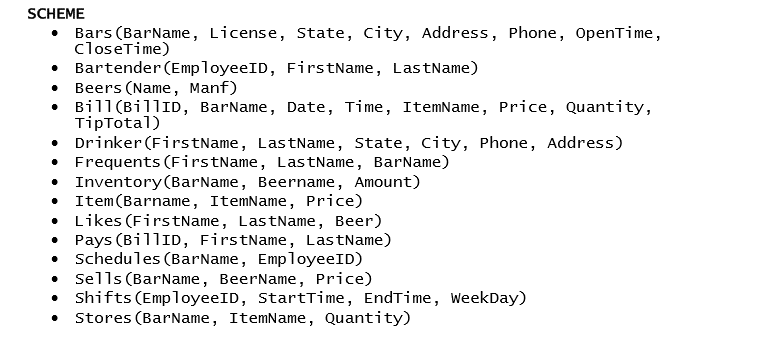 SCHEME
• Bars(BarName, License, State, City, Address, Phone, OpenTime,
CloseTime)
• Bartender(EmployeeID, FirstName, LastName)
• Beers(Name, Manf)
• Bill(BillID, BarName, Date, Time, ItemName, Price, Quantity,
TipTotal)
• Drinker(FirstName, LastName, State, City, Phone, Address)
• Frequents(FirstName, LastName, BarName)
• Inventory(BarName, Beername, Amount)
• Item(Barname, ItemName, Price)
• Likes(FirstName, LastName, Beer)
• Pays(BillID, FirstName, LastName)
• Schedules(BarName, EmployeeID)
• Sells(BarName, BeerName, Price)
• Shifts(EmployeeID, StartTime, EndTime, WeekDay)
• Stores(BarName, ItemName, Quantity)